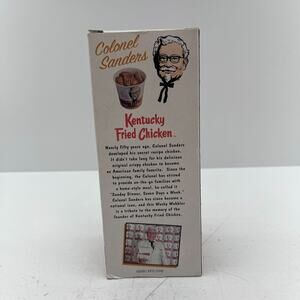 Colonel
Sanders
Kentucky
Fried Chicken
Nearly fifty years ago, Colonel Sanders
developed his secret recipe chicken.
It didn't take long for his delicious
original crispy chicken to become
an American family favorite. Since the
beginning, the Colonel has strived
to provide on-the-go families with
a home-style meal, he called it
"Sunday Dinner, Seven Days a Week."
Colonel Sanders has since become a
national icon, and this Wacky Wobbler
is a tribute to the memory of the
founder of Kentucky Fried Chicken.